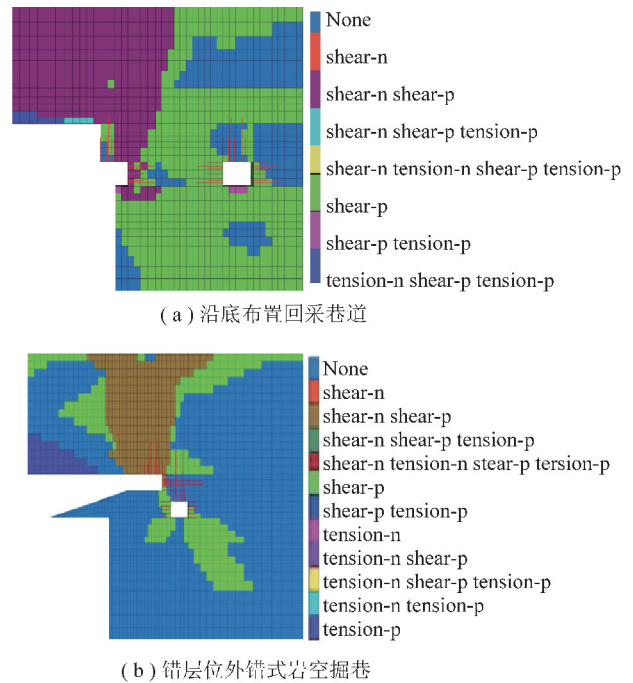 None
shear-n
shear-n shear-p
shear-n shear-p tension-p
shear-n tension-n shear-p tension-p
shear-p
shear-p tension-p
tension-n shear-p tension-p
( a ) 沿底布置回采巷道
None
shear-n
shear-n shear-p
shear-n shear-p tension-p
shear-n tension-n stear-p tersion-p
shear-p
shear-p tension-p
tension-n
tension-n shear-p
tension-n shear-p tension-p
tension-n tension-p
tension-p
( b ) 错层位外错式岩空掘巷